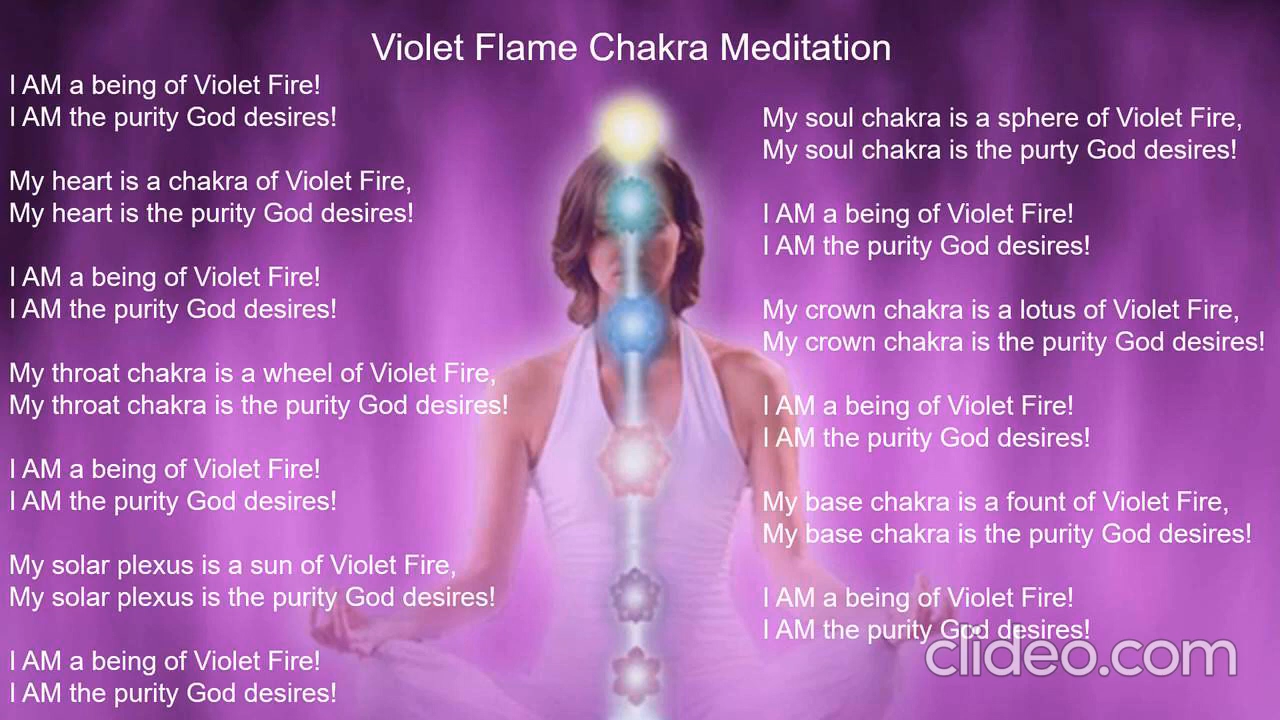 Violet Flame Chakra Meditation
I AM a being of Violet Fire!
I AM the purity God desires!
My heart is a chakra of Violet Fire,
My heart is the purity God desires!
I AM a being of Violet Fire!
I AM the purity God desires!
My throat chakra is a wheel of Violet Fire,
My throat chakra is the purity God desires!
I AM a being of Violet Fire!
I AM the purity God desires!
My solar plexus is a sun of Violet Fire,
My solar plexus is the purity God desires!
I AM a being of Violet Fire!
I AM the purity God desires!
My soul chakra is a sphere of Violet Fire,
My soul chakra is the purty God desires!
I AM a being of Violet Fire!
I AM the purity God desires!
My crown chakra is a lotus of Violet Fire,
My crown chakra is the purity God desires!
I AM a being of Violet Fire!
I AM the purity God desires!
My base chakra is a fount of Violet Fire,
My base chakra is the purity God desires!
I AM a being of Violet Fire!
I AM the purity God desires!
clideo.com